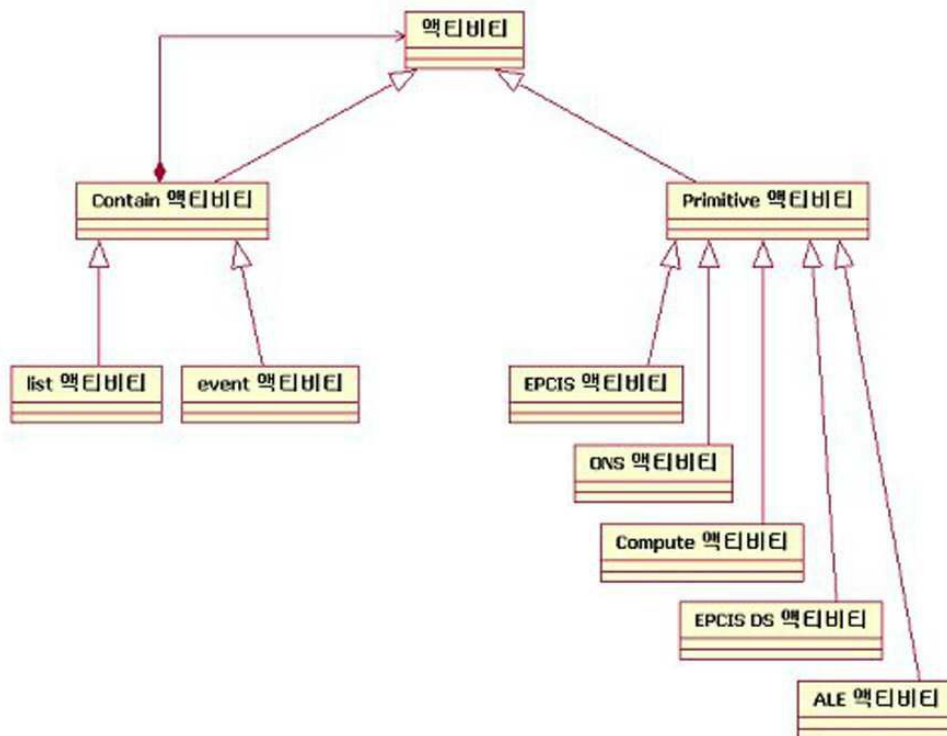 액티비티
Contain 액티비티
Primitive 액티비티
list 액티비티
event 액티비티
EPCIS 액티비티
ONS 액티비티
Compute 액티비티
EPCIS DS 액티비티
ALE 액티비티